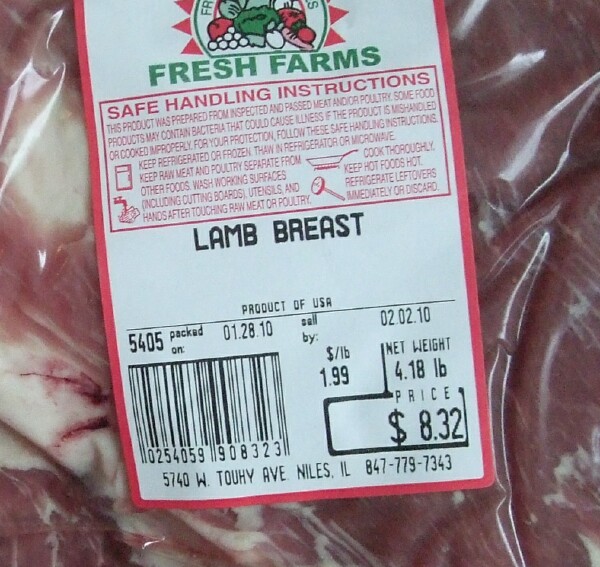 FR
S
FRESH FARMS
SAFE HANDLING INSTRUCTIONS
THIS PRODUCT WAS PREPARED FROM INSPECTED AND PASSED MEAT AND/OR POULTRY. SOME FOOD
PRODUCTS MAY CONTAIN BACTERIA THAT COULD CAUSE ILLNESS IF THE PRODUCT IS MISHANDLED
OR COOKED IMPROPERLY. FOR YOUR PROTECTION, FOLLOW THESE SAFE HANDLING INSTRUCTIONS.
KEEP REFRIGERATED OR FROZEN. THAW IN REFRIGERATOR OR MICROWAVE.
KEEP RAW MEAT AND POULTRY SEPARATE FROM
OTHER FOODS. WASH WORKING SURFACES
(INCLUDING CUTTING BOARDS), UTENSILS, AND
HANDS AFTER TOUCHING RAW MEAT OR POULTRY.
COOK THOROUGHLY.
KEEP HOT FOODS HOT.
REFRIGERATE LEFTOVERS
IMMEDIATELY OR DISCARD.
LAMB BREAST
PRODUCT OF USA
5405 packed on: 01.28.10 sell by: 02.02.10
$/lb NET WEIGHT
1.99 4.18 lb
PRICE
$ 8.32
0254059 908323
5740 W. TOUHY AVE. NILES, IL 847-779-7343